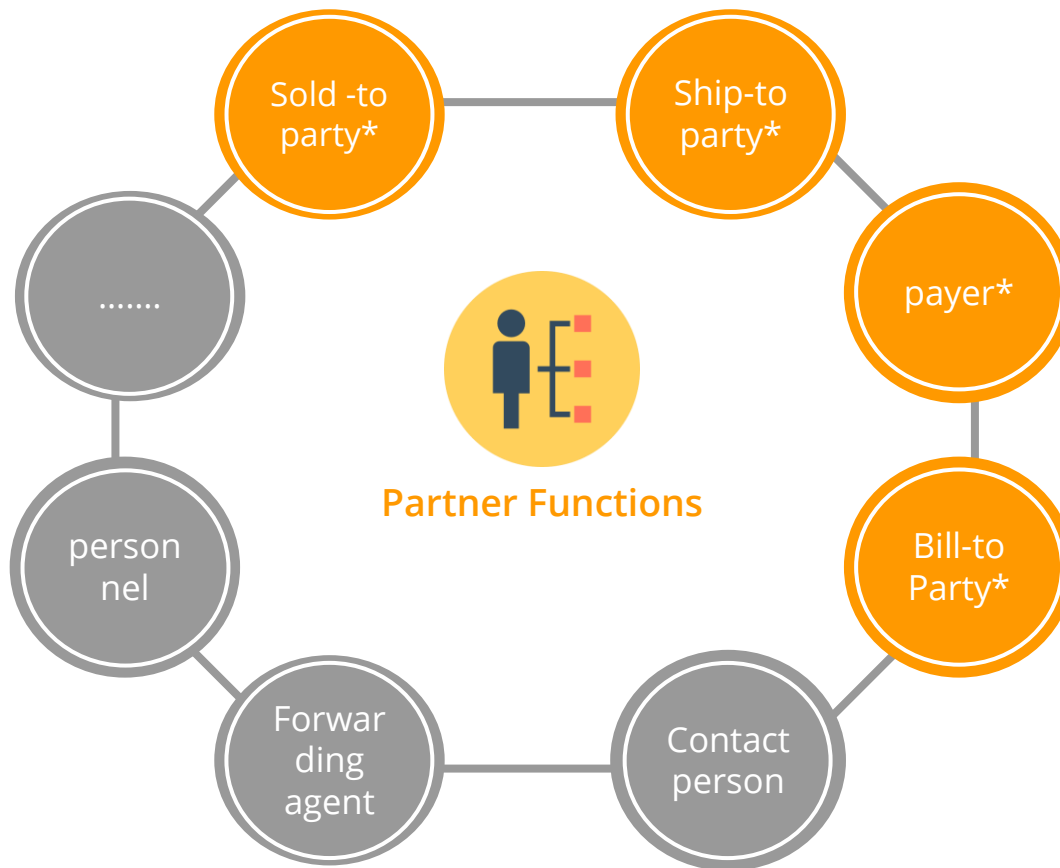 Sold -to
party*
Ship-to
party*
payer*
Bill-to
Party*
Contact
person
Forwar
ding
agent
person
nel
.......
Partner Functions